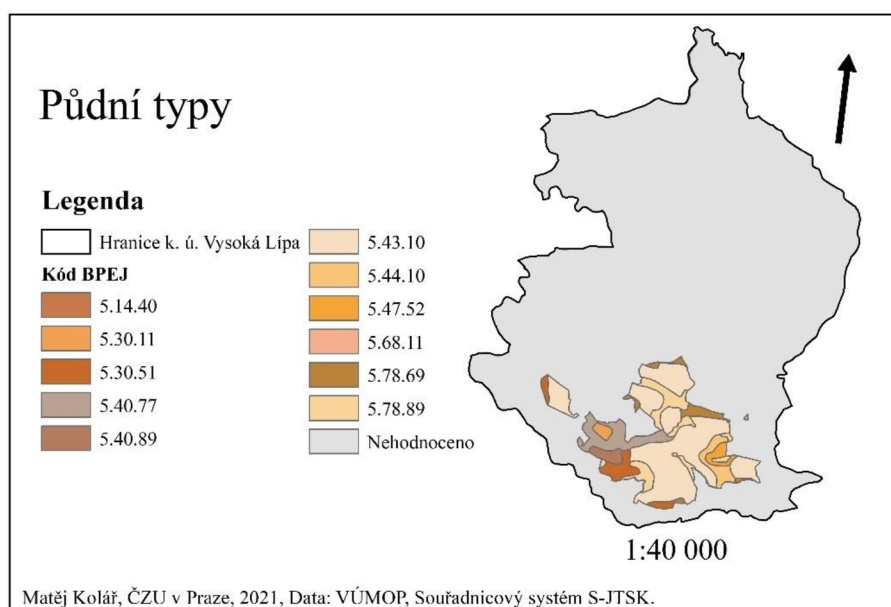 Půdní typy
Legenda
Hranice k. ú. Vysoká Lípa
Kód BPEJ
5.14.40
5.30.11
5.30.51
5.40.77
5.40.89
5.43.10
5.44.10
5.47.52
5.68.11
5.78.69
5.78.89
Nehodnoceno
1:40 000
Matěj Kolář, ČZU v Praze, 2021, Data: VÚMOP, Souřadnicový systém S-JTSK.